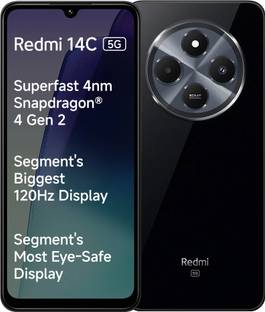 Redmi 14C 5G
Superfast 4nm
Snapdragon®
4 Gen 2
Segment's
Biggest
120Hz Display
Segment's
Most Eye-Safe
Display
Redmi
5G